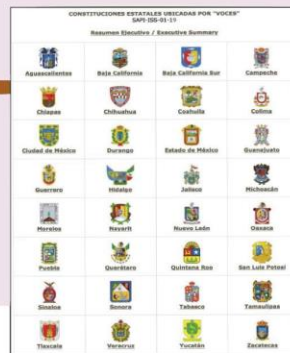 CONSTITUCIONES ESTATALES UBICADAS POR "VOCES"
SAPI-ISS-01-19
Resumen Ejecutivo / Executive Summary
Aguascalientes Baja California Baja California Sur Campeche
Chiapas Chihuahua Coahuila Colima
Ciudad de México Durango Estado de México Guanajuato
Guerrero Hidalgo Jalisco Michoacán
Morelos Nayarit Nuevo León Oaxaca
Puebla Querétaro Quintana Roo San Luis Potosí
Sinaloa Sonora Tabasco Tamaulipas
Tlaxcala Veracruz Yucatán Zacatecas